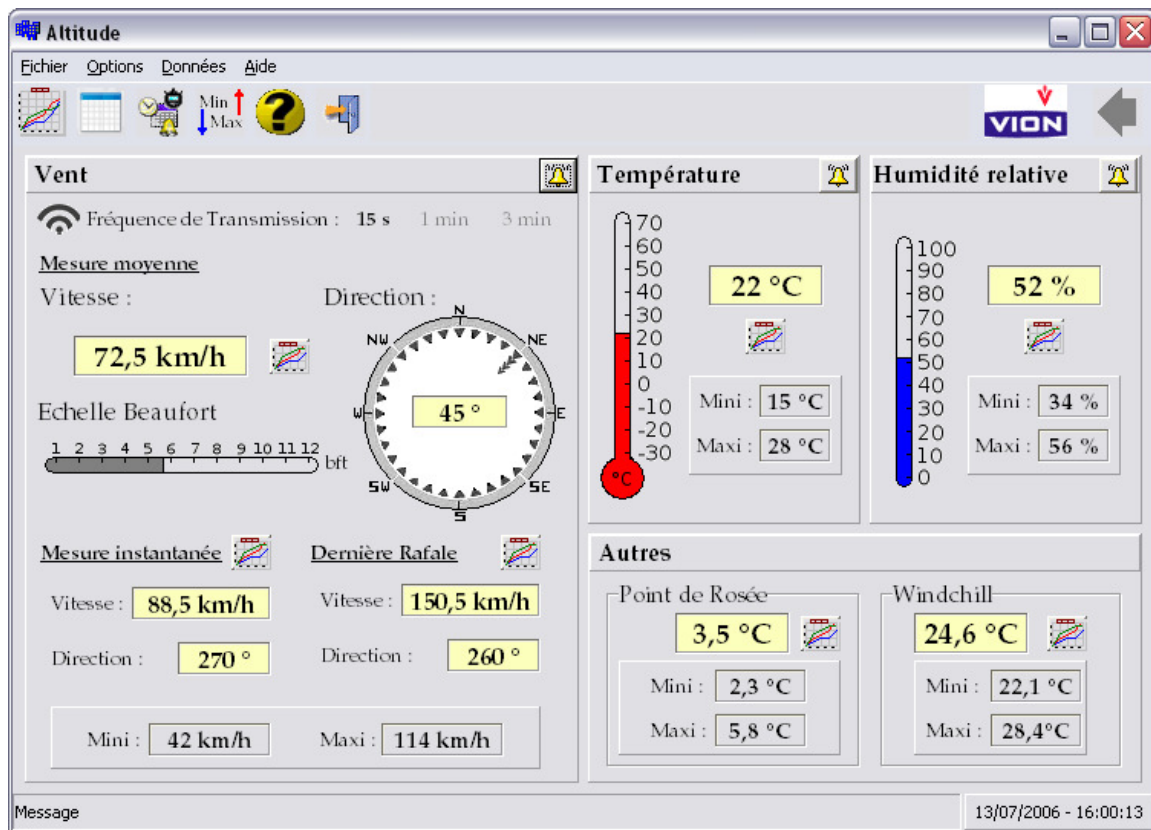 Altitude
Fichier Options Données Aide
Min
Max
?
VION
Vent
Fréquence de Transmission : 15 s 1 min 3 min
Mesure moyenne
Vitesse :
72,5 km/h
Echelle Beaufort
1 2 3 4 5 6 7 8 9 10 11 12
bft
Direction :
N
NW NE
W E
45 °
SW SE
S
Mesure instantanée
Vitesse : 88,5 km/h
Direction : 270 °
Dernière Rafale
Vitesse : 150,5 km/h
Direction : 260 °
Mini : 42 km/h Maxi : 114 km/h
Température
70
60
50
40
30
20
10
0
-10
-20
-30
°C
22 °C
Mini : 15 °C
Maxi : 28 °C
Humidité relative
100
90
80
70
60
50
40
30
20
10
0
52 %
Mini : 34 %
Maxi : 56 %
Autres
Point de Rosée
3,5 °C
Mini : 2,3 °C
Maxi : 5,8 °C
Windchill
24,6 °C
Mini : 22,1 °C
Maxi : 28,4°C
Message
13/07/2006 - 16:00:13